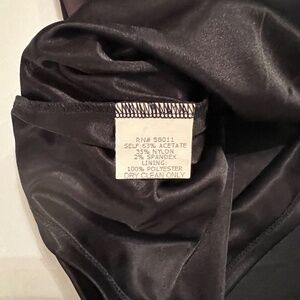 RN# 58011
SELF: 63% ACETATE
35% NYLON
2% SPANDEX
LINING:
100% POLYESTER
DRY CLEAN ONLY